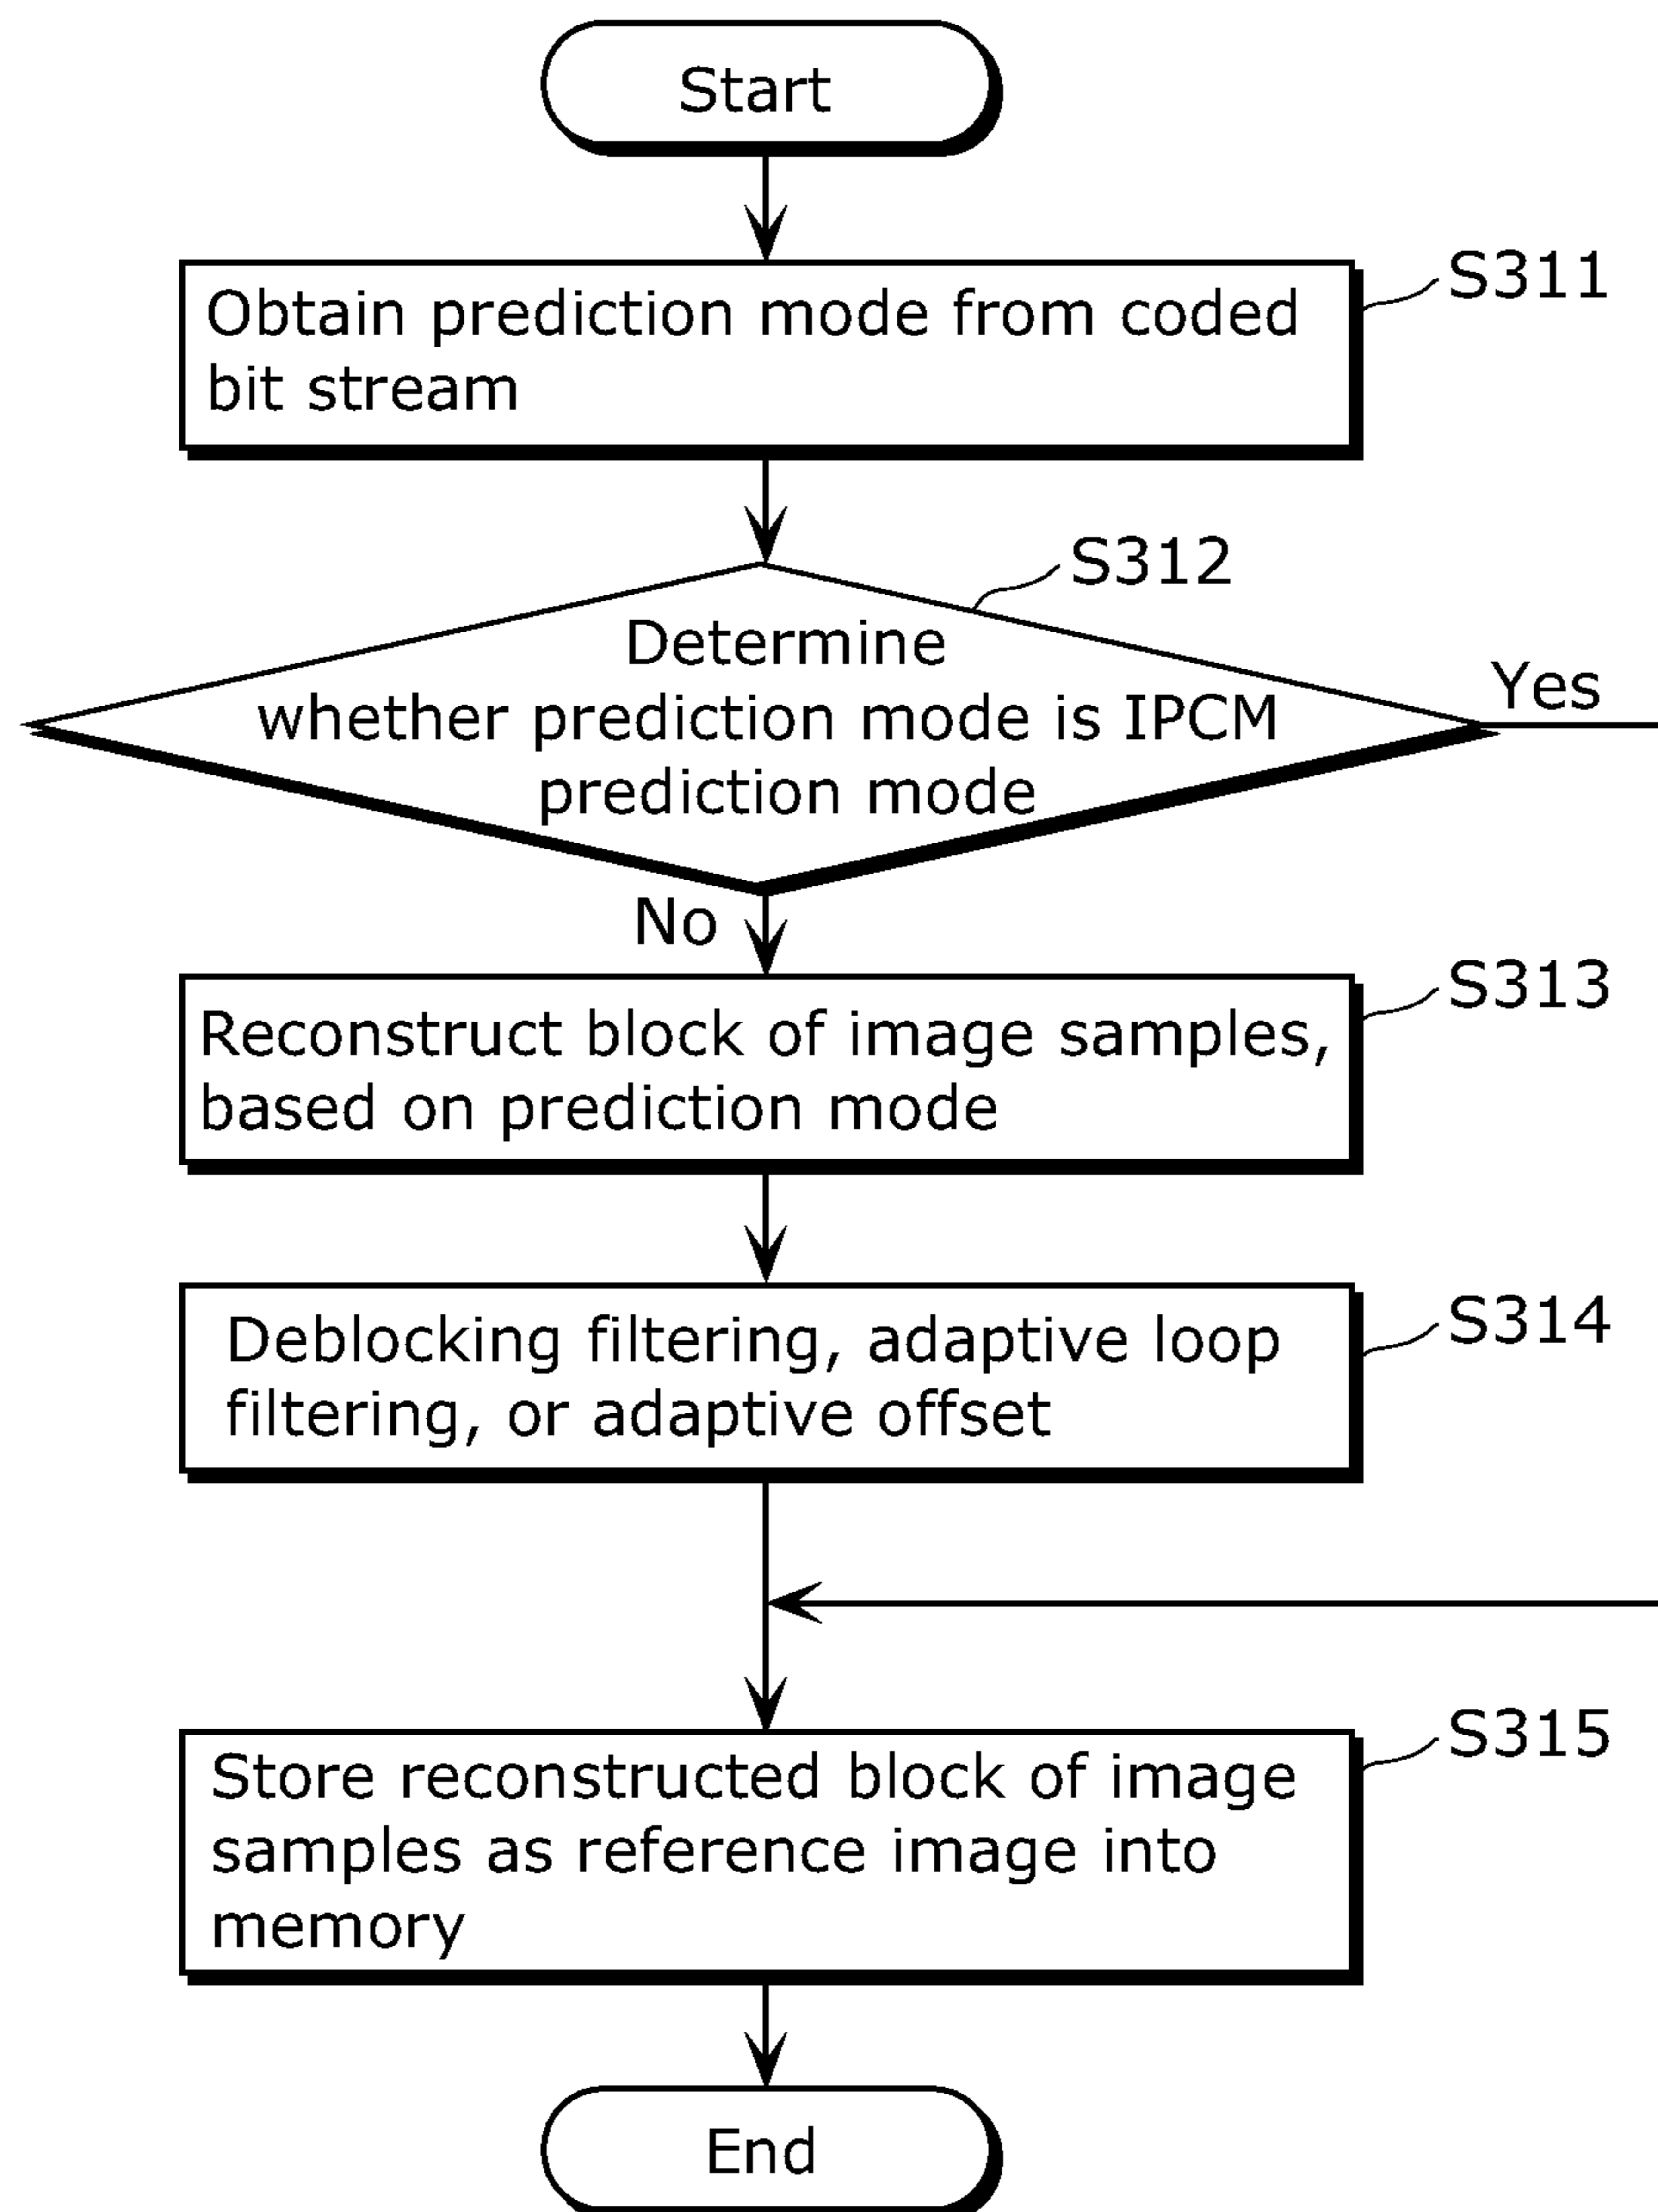 Start
S311
Obtain prediction mode from coded
bit stream
S312
Determine
whether prediction mode is IPCM
prediction mode
Yes
No
S313
Reconstruct block of image samples,
based on prediction mode
S314
Deblocking filtering, adaptive loop
filtering, or adaptive offset
S315
Store reconstructed block of image
samples as reference image into
memory
End